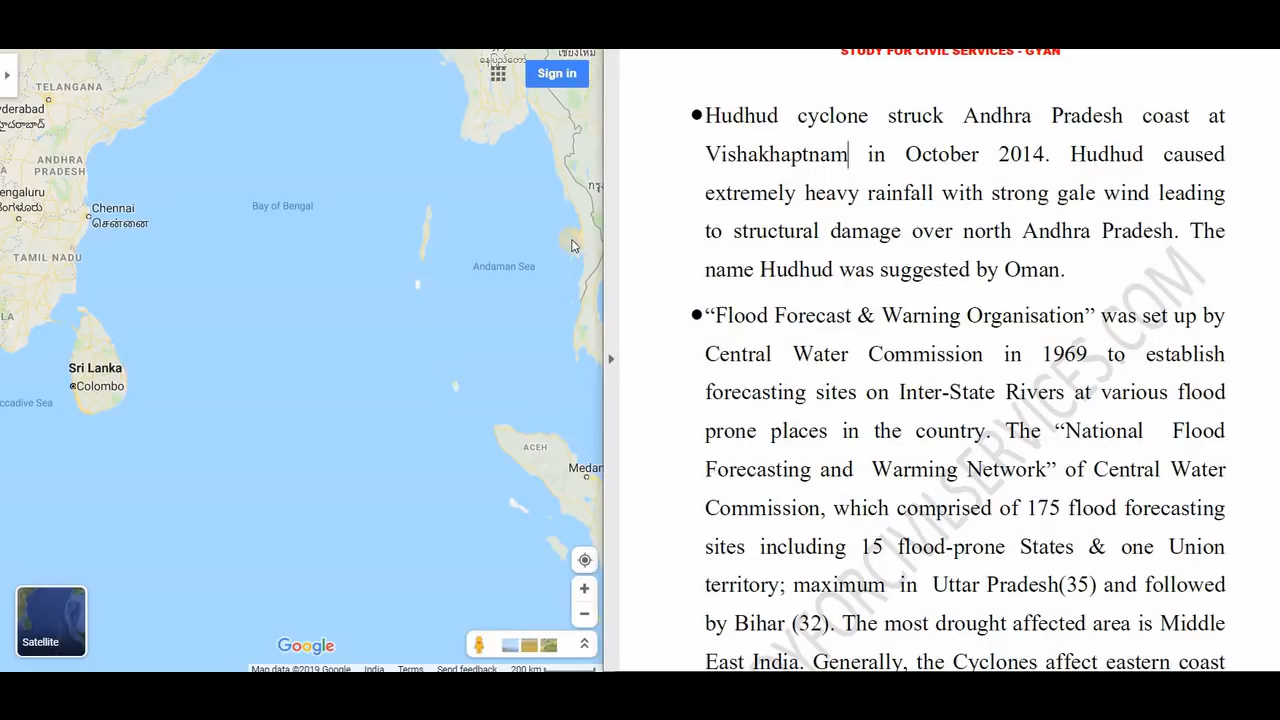 TELANGANA
yderabad
ANDHRA
PRADESH
engaluru
Chennai
சென்னை
TAMIL NADU
LA
Sri Lanka
Colombo
ccadive Sea
Bay of Bengal
Andaman Sea
ACEH
Medan
Sign in
Satellite
Google
Map data ©2019 Google India Terms Send feedback 200 km
STUDY FOR CIVIL SERVICES - GYAN
●Hudhud cyclone struck Andhra Pradesh coast at
Vishakhaptnam in October 2014. Hudhud caused
extremely heavy rainfall with strong gale wind leading
to structural damage over north Andhra Pradesh. The
name Hudhud was suggested by Oman.
●“Flood Forecast & Warning Organisation” was set up by
Central Water Commission in 1969 to establish
forecasting sites on Inter-State Rivers at various flood
prone places in the country. The “National Flood
Forecasting and Warming Network” of Central Water
Commission, which comprised of 175 flood forecasting
sites including 15 flood-prone States & one Union
territory; maximum in Uttar Pradesh(35) and followed
by Bihar (32). The most drought affected area is Middle
East India. Generally, the Cyclones affect eastern coast
YFORCIVILSERVICES.COM